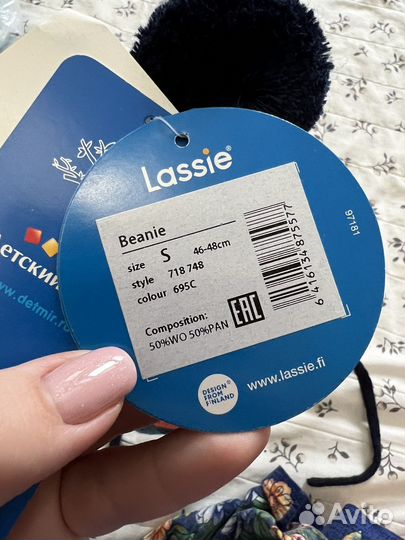 Lassie®
Beanie
size S 46-48cm
style 718 748
colour 695C
Composition:
50%WO 50%PAN
EAC
6 416134 875577
97181
DESIGN
FROM
FINLAND
www.lassie.fi
етский
www.detmir.r
Avito